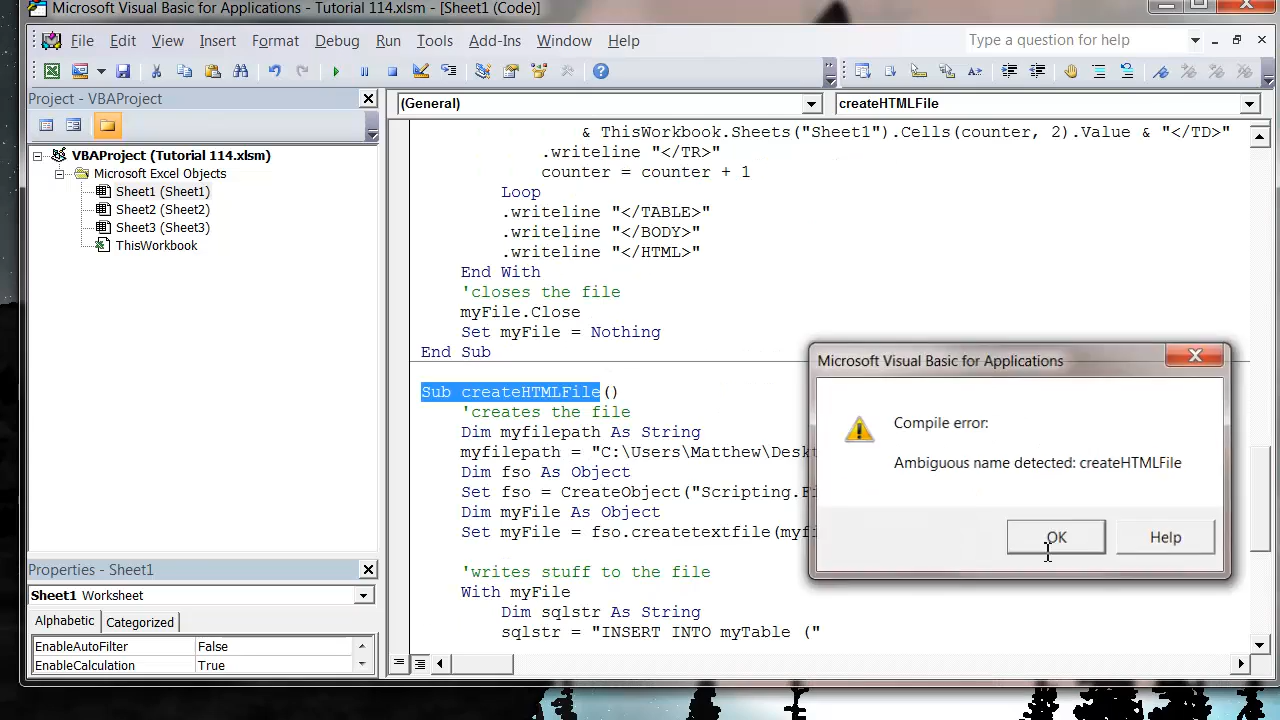 Microsoft Visual Basic for Applications - Tutorial 114.xlsm - [Sheet1 (Code)]
File Edit View Insert Format Debug Run Tools Add-Ins Window Help
Type a question for help
Project - VBAProject
(General)
createHTMLFile
VBAProject (Tutorial 114.xlsm)
Microsoft Excel Objects
Sheet1 (Sheet1)
Sheet2 (Sheet2)
Sheet3 (Sheet3)
ThisWorkbook
Properties - Sheet1
Sheet1 Worksheet
Alphabetic Categorized
EnableAutoFilter False
EnableCalculation True
& ThisWorkbook.Sheets("Sheet1").Cells(counter, 2).Value & "</TD>"
.writeline "</TR>"
counter = counter + 1
Loop
.writeline "</TABLE>"
.writeline "</BODY>"
.writeline "</HTML>"
End With
'closes the file
myFile.Close
Set myFile = Nothing
End Sub
Sub createHTMLFile()
'creates the file
Dim myfilepath As String
myfilepath = "C:\Users\Matthew\Deskt
Dim fso As Object
Set fso = CreateObject("Scripting.Fi
Dim myFile As Object
Set myFile = fso.createtextfile(myfi
'writes stuff to the file
With myFile
Dim sqlstr As String
sqlstr = "INSERT INTO myTable ("
Microsoft Visual Basic for Applications
Compile error:
Ambiguous name detected: createHTMLFile
OK
Help